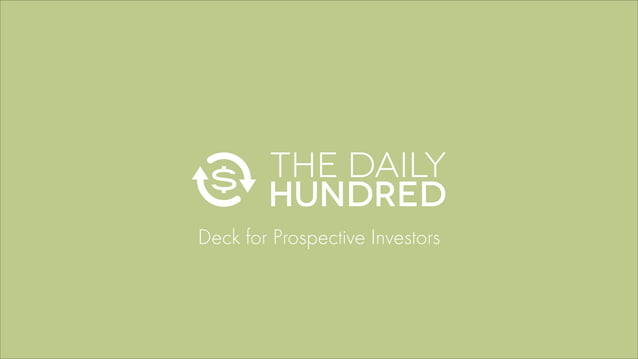 $
THE DAILY
HUNDRED
Deck for Prospective Investors